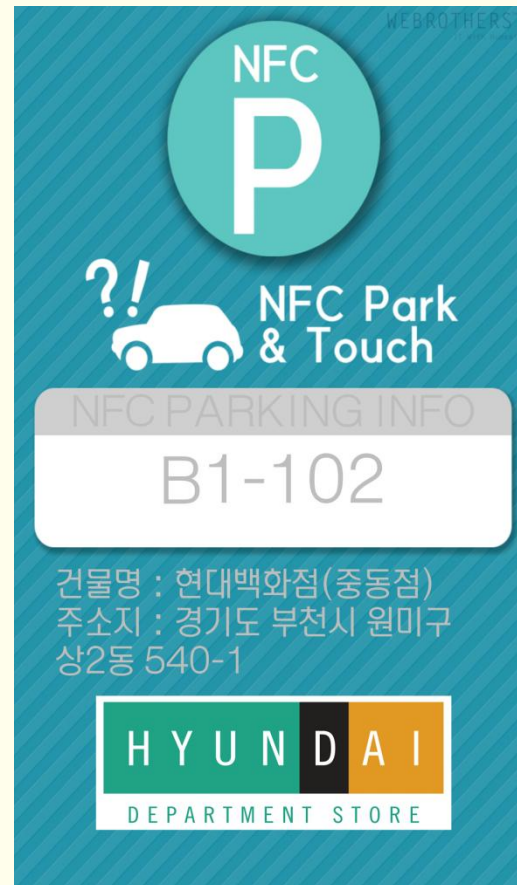 WEBROTHERS
NFC
P
?!
NFC Park
& Touch
NFC PARKING INFO
B1-102
건물명 : 현대백화점(중동점)
주소지 : 경기도 부천시 원미구
상2동 540-1
HYUNDAI
DEPARTMENT STORE